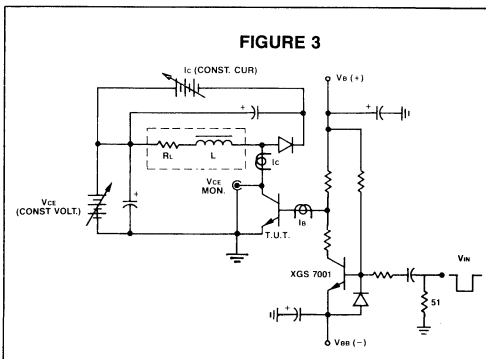 FIGURE 3
IC (CONST. CUR)
VB (+)
+
+
RL
L
IC
VCE
MON.
VCE
(CONST VOLT.)
+
IB
T.U.T.
VIN
XGS 7001
51
+
VBB (−)